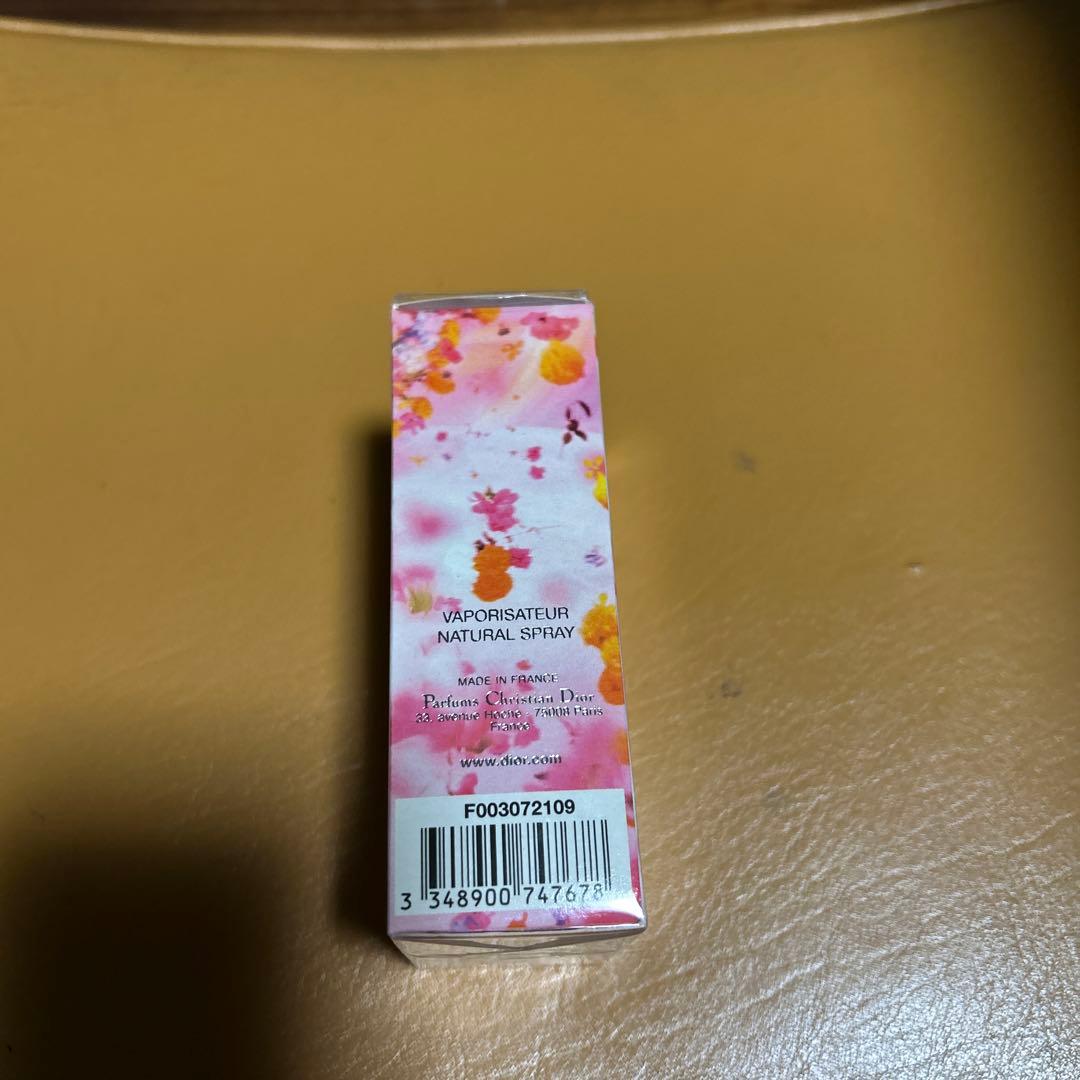 VAPORISATEUR
NATURAL SPRAY
MADE IN FRANCE
Parfums Christian Dior
33, avenue Hoche - 75008 Paris
France
www.dior.com
F003072109
3 348900 747678